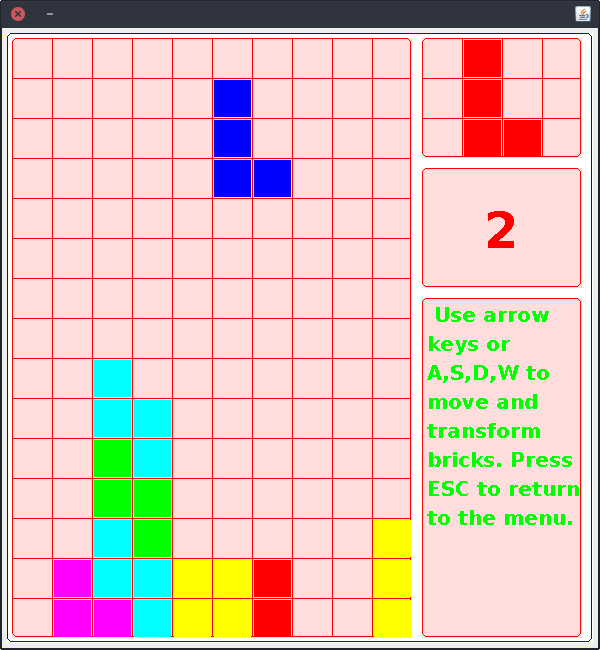 2
Use arrow
keys or
A,S,D,W to
move and
transform
bricks. Press
ESC to return
to the menu.